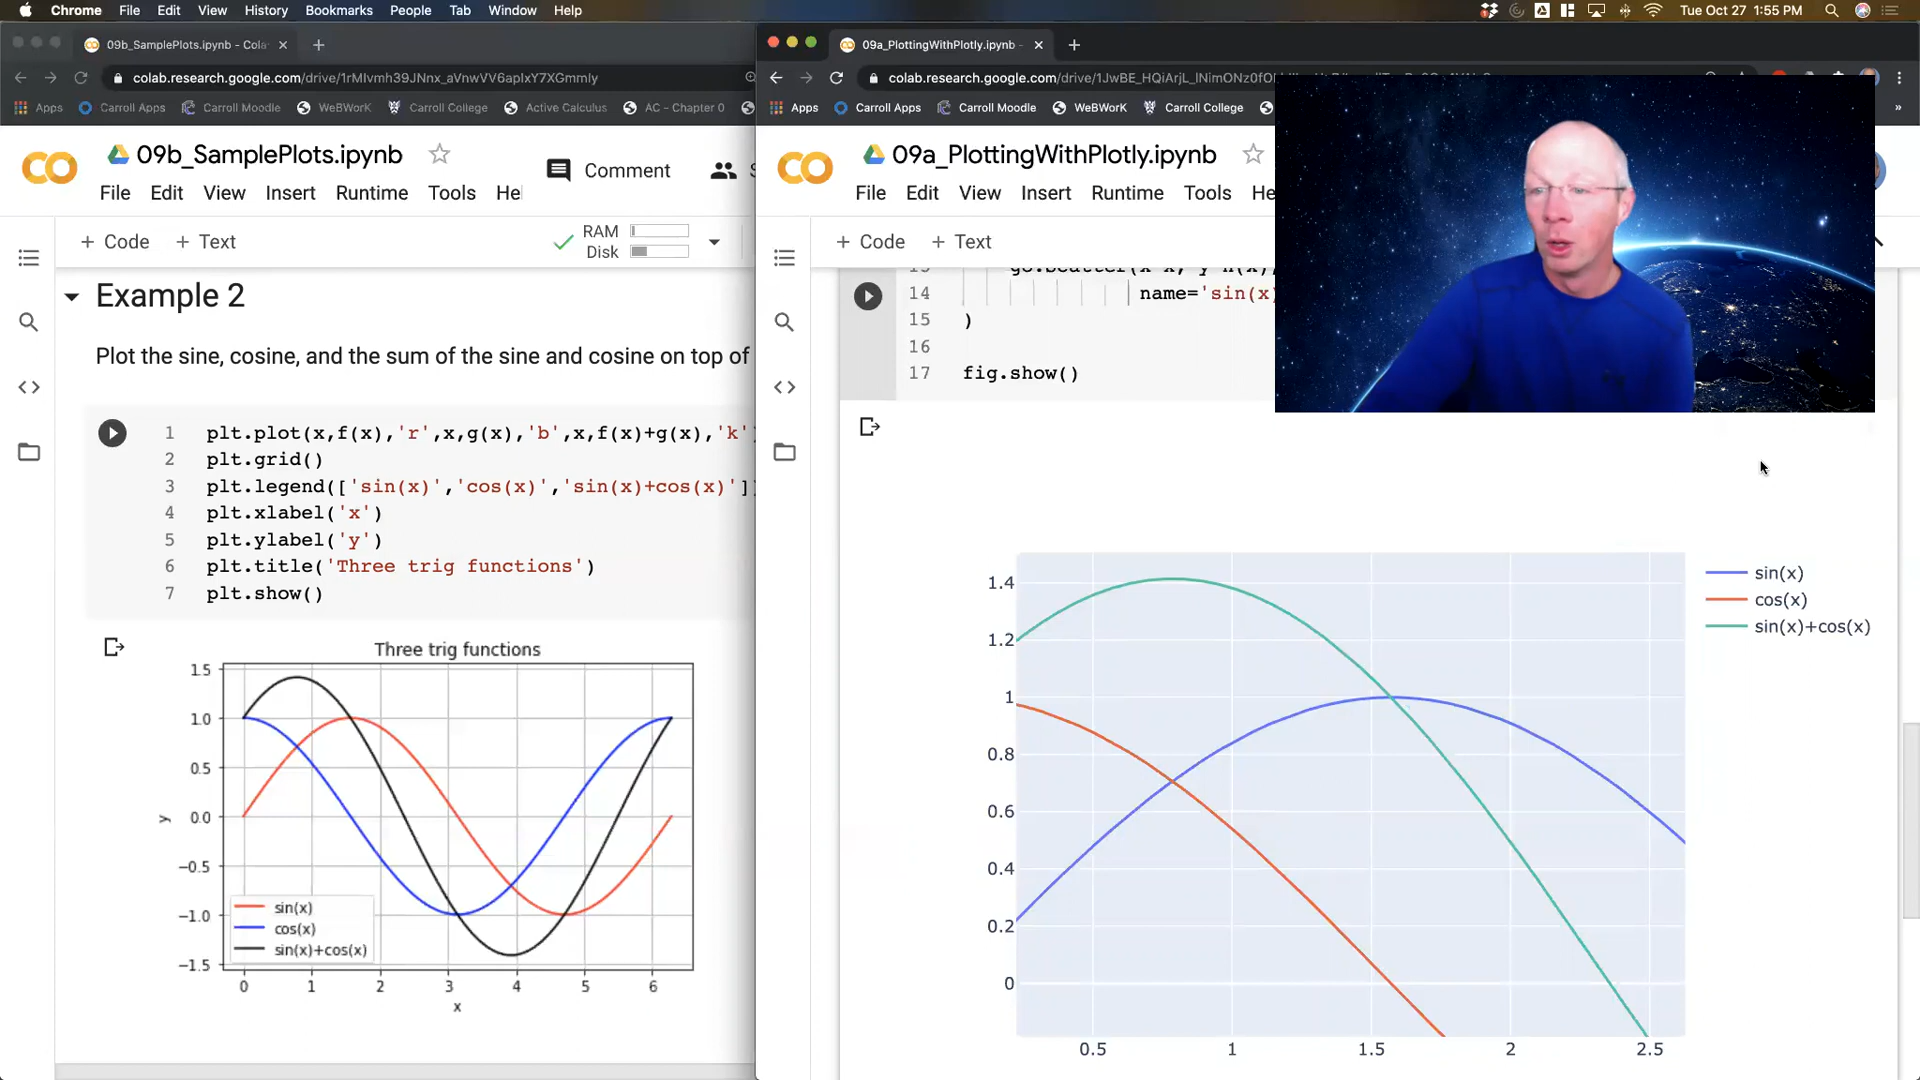 Chrome File Edit View History Bookmarks People Tab Window Help
Tue Oct 27 1:55 PM
09b_SamplePlots.ipynb - Cola
colab.research.google.com/drive/1rMlvmh39JNnx_aVnwVV6aplxY7XGmmly
Apps Carroll Apps Carroll Moodle WeBWorK Carroll College Active Calculus AC - Chapter 0
09b_SamplePlots.ipynb
Comment
File Edit View Insert Runtime Tools He
+ Code + Text
RAM
Disk
Example 2
Plot the sine, cosine, and the sum of the sine and cosine on top of
1 plt.plot(x,f(x),'r',x,g(x),'b',x,f(x)+g(x),'k'
2 plt.grid()
3 plt.legend(['sin(x)','cos(x)','sin(x)+cos(x)']
4 plt.xlabel('x')
5 plt.ylabel('y')
6 plt.title('Three trig functions')
7 plt.show()
Three trig functions
1.5
1.0
0.5
0.0
−0.5
−1.0
−1.5
y
sin(x)
cos(x)
sin(x)+cos(x)
0 1 2 3 4 5 6
x
09a_PlottingWithPlotly.ipynb -
Apps Carroll Apps Carroll Moodle WeBWorK Carroll College
09a_PlottingWithPlotly.ipynb
File Edit View Insert Runtime Tools He
+ Code + Text
14 name='sin(x)
15 )
16
17 fig.show()
1.4
1.2
1
0.8
0.6
0.4
0.2
0
0.5 1 1.5 2 2.5
sin(x)
cos(x)
sin(x)+cos(x)